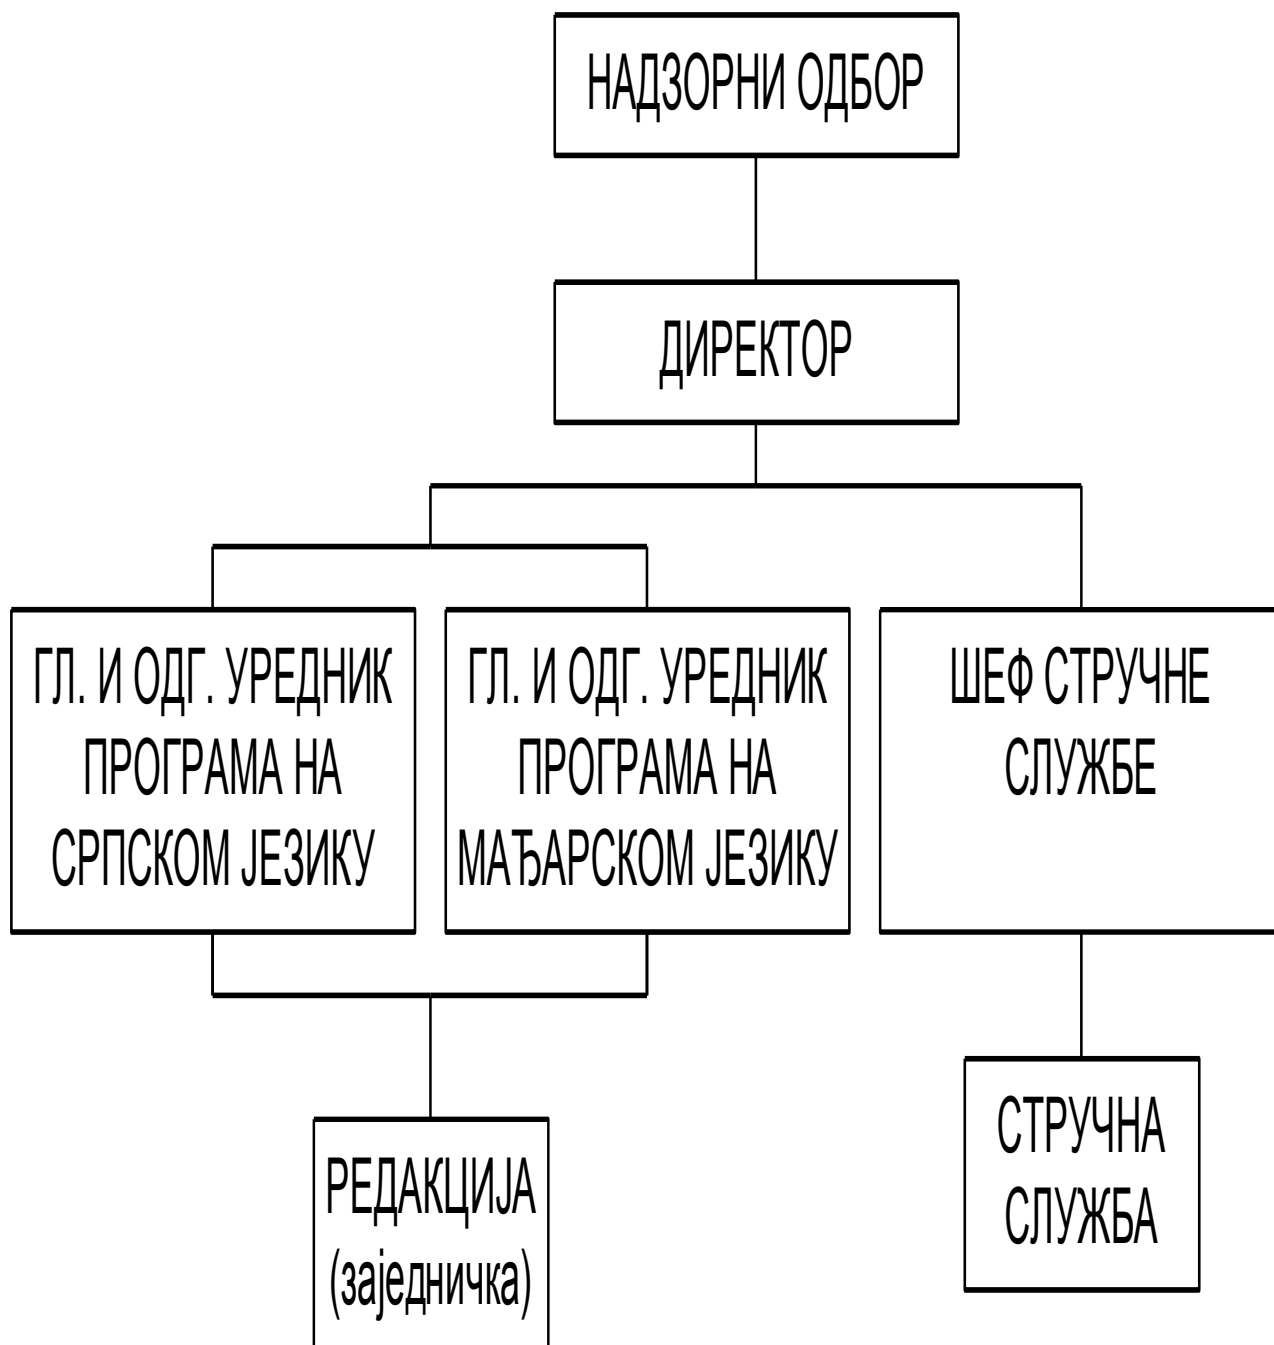 НАДЗОРНИ ОДБОР
ДИРЕКТОР
ГЛ. И ОДГ. УРЕДНИК
ПРОГРАМА НА
СРПСКОМ ЈЕЗИКУ
ГЛ. И ОДГ. УРЕДНИК
ПРОГРАМА НА
МАЂАРСКОМ ЈЕЗИКУ
ШЕФ СТРУЧНЕ
СЛУЖБЕ
РЕДАКЦИЈА
(заједничка)
СТРУЧНА
СЛУЖБА